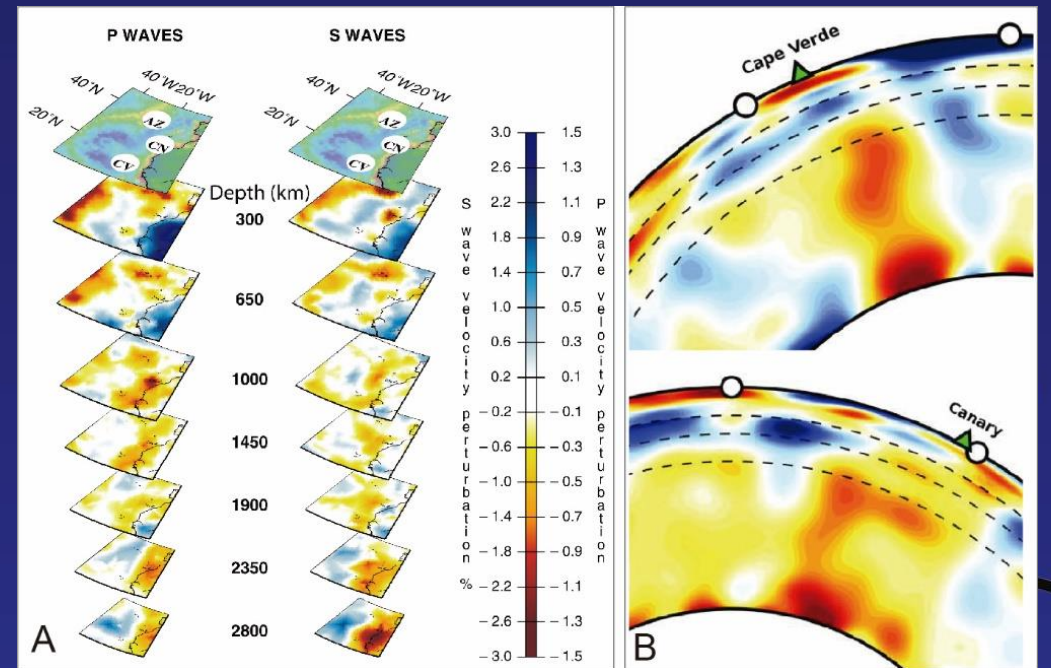 P WAVES
S WAVES
40°W
20°W
40°N
20°N
AZ
CN
CV
40°W
20°W
40°N
20°N
AZ
CN
CV
Depth (km)
300
650
1000
1450
1900
2350
2800
S wave velocity perturbation %
3.0 1.5
2.6 1.3
2.2 1.1
1.8 0.9
1.4 0.7
1.0 0.5
0.6 0.3
0.2 0.1
-0.2 -0.1
-0.6 -0.3
-1.0 -0.5
-1.4 -0.7
-1.8 -0.9
-2.2 -1.1
-2.6 -1.3
-3.0 -1.5
P wave velocity perturbation
A
Cape Verde
Canary
B